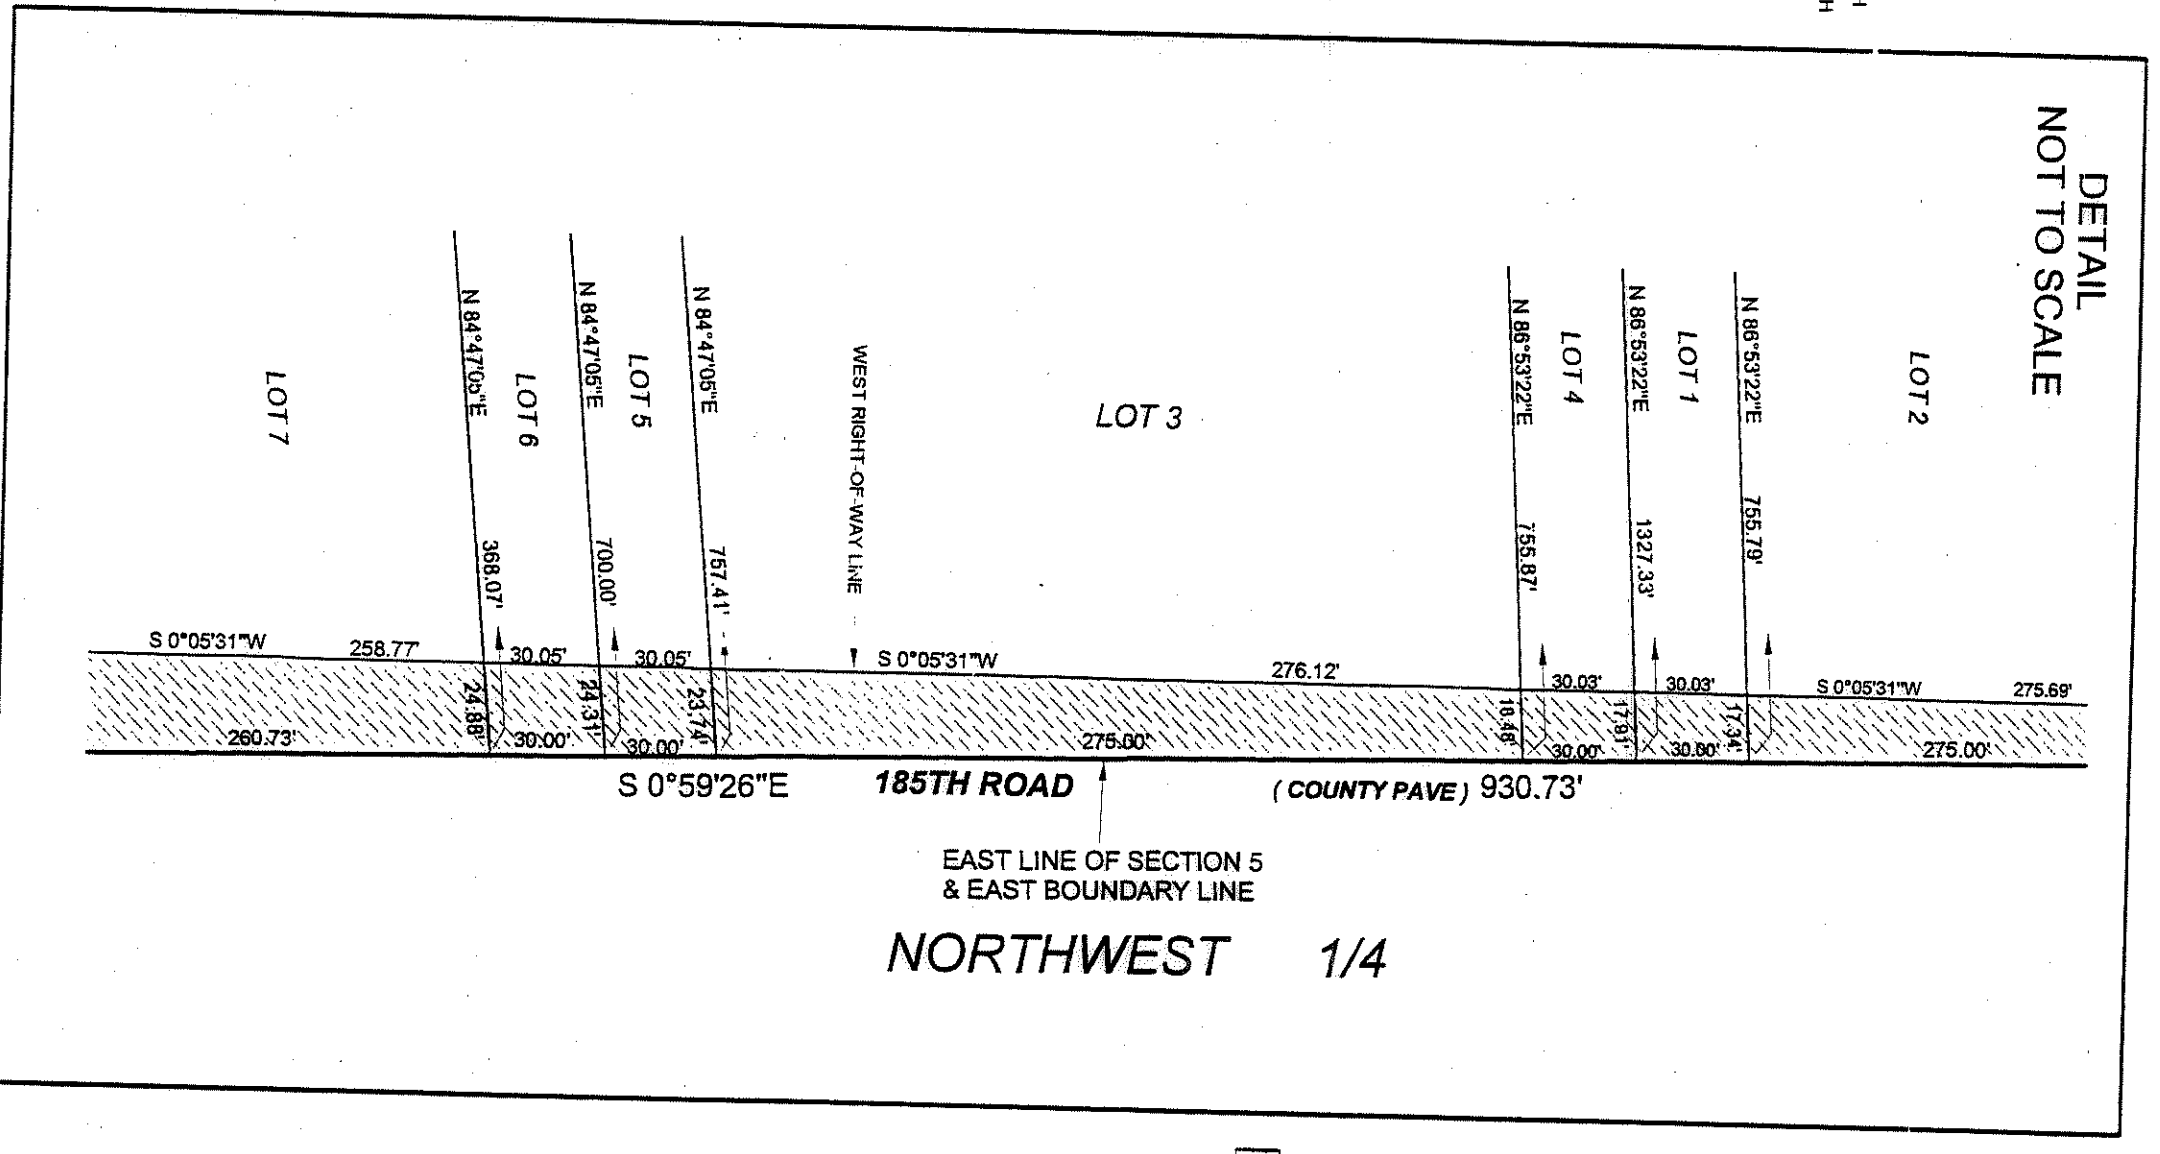 DETAIL
NOT TO SCALE
LOT 7
N 84°47'05"E
368.07'
LOT 6
N 84°47'05"E
700.00'
LOT 5
N 84°47'05"E
757.41'
WEST RIGHT-OF-WAY LINE
LOT 3
N 86°53'22"E
755.87'
LOT 4
N 86°53'22"E
1327.33'
LOT 1
N 86°53'22"E
755.79'
LOT 2
S 0°05'31"W 258.77' 30.05' 30.05' S 0°05'31"W 276.12' 30.03' 30.03' S 0°05'31"W 275.69'
24.88' 24.31' 23.74' 18.48' 17.91' 17.34'
260.73' 30.00' 30.00' 275.00' 30.00' 30.00' 275.00'
S 0°59'26"E 185TH ROAD (COUNTY PAVE) 930.73'
EAST LINE OF SECTION 5
& EAST BOUNDARY LINE
NORTHWEST 1/4